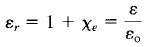 εᵣ = 1 + χₑ = ε/εₒ